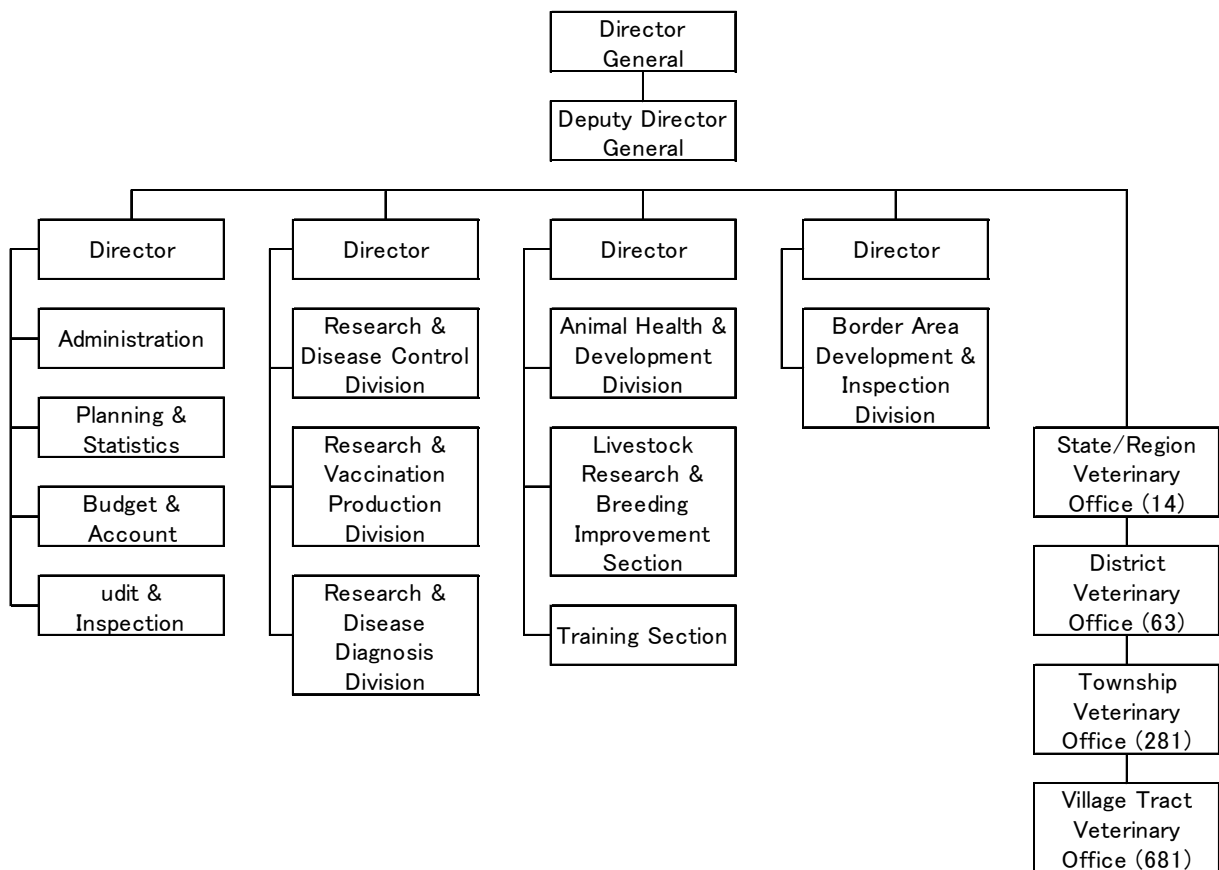 Director
General
Deputy Director
General
Director
Director
Director
Director
Administration
Planning &
Statistics
Budget &
Account
udit &
Inspection
Research &
Disease Control
Division
Research &
Vaccination
Production
Division
Research &
Disease
Diagnosis
Division
Animal Health &
Development
Division
Livestock
Research &
Breeding
Improvement
Section
Training Section
Border Area
Development &
Inspection
Division
State/Region
Veterinary
Office (14)
District
Veterinary
Office (63)
Township
Veterinary
Office (281)
Village Tract
Veterinary
Office (681)